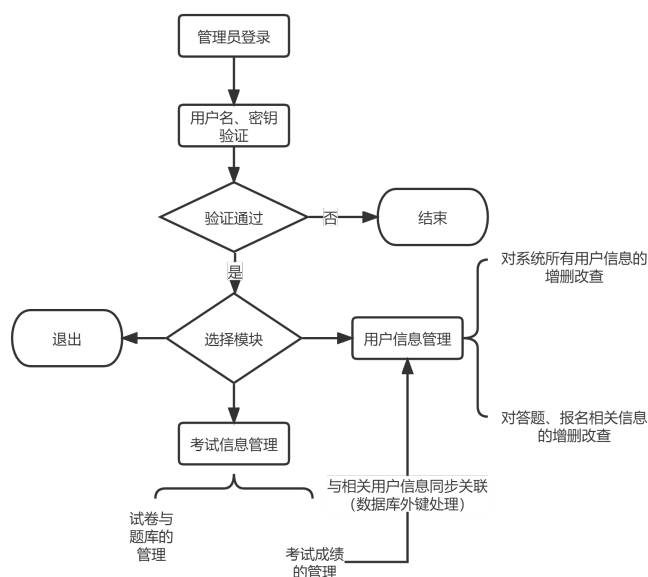 管理员登录
用户名、密钥
验证
验证通过
否
结束
是
对系统所有用户信息的
增删改查
退出
选择模块
用户信息管理
对答题、报名相关信息
的增删改查
考试信息管理
与相关用户信息同步关联
（数据库外键处理）
试卷与
题库的
管理
考试成绩
的管理